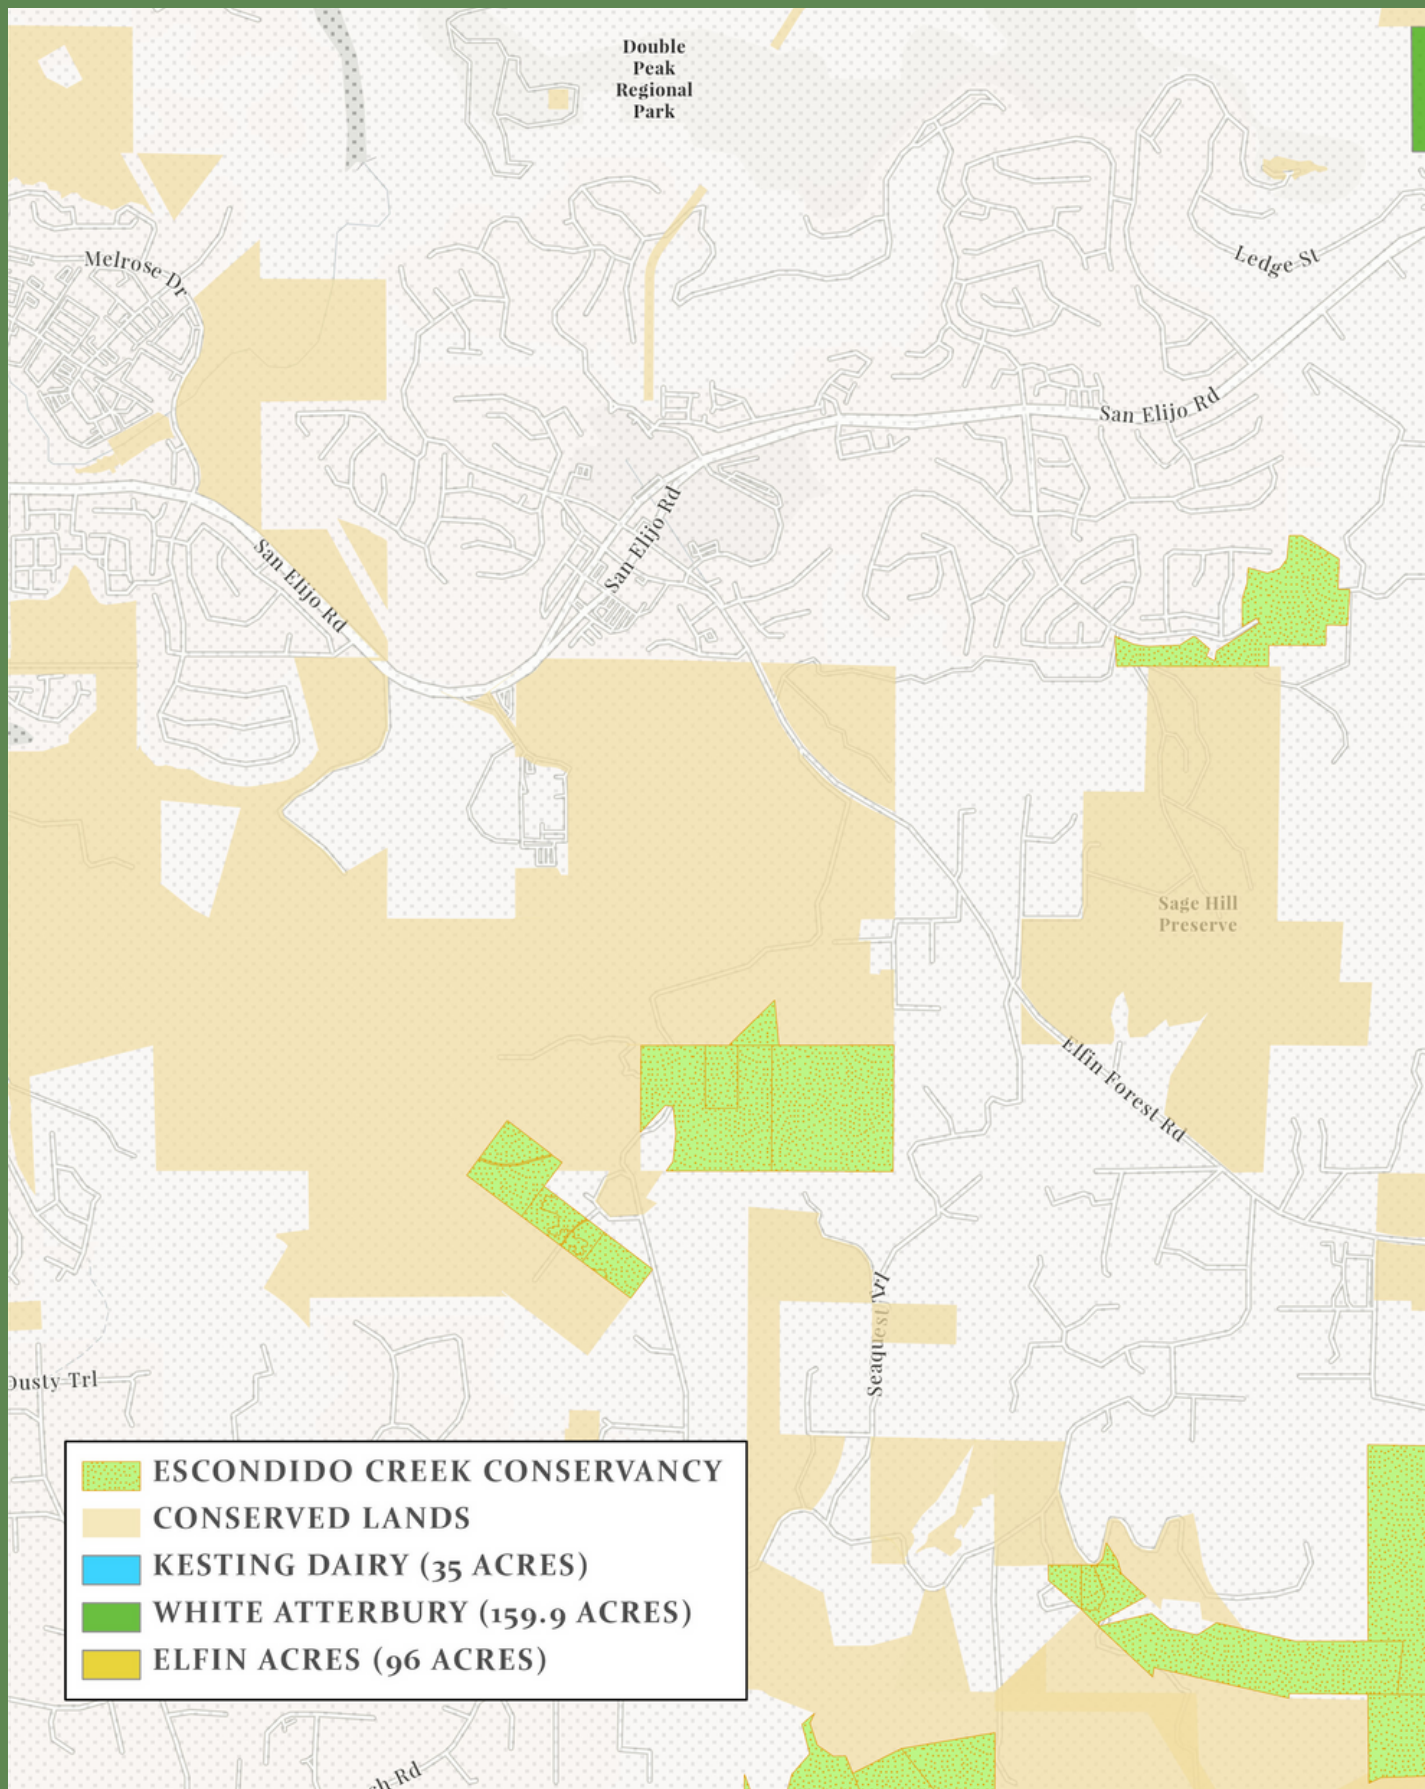 Double
Peak
Regional
Park
Melrose Dr
Ledge St
San Elijo Rd
San Elijo Rd
San Elijo Rd
Sage Hill
Preserve
Elfin Forest Rd
Seaquest Trl
Dusty Trl
ESCONDIDO CREEK CONSERVANCY
CONSERVED LANDS
KESTING DAIRY (35 ACRES)
WHITE ATTERBURY (159.9 ACRES)
ELFIN ACRES (96 ACRES)
Rd